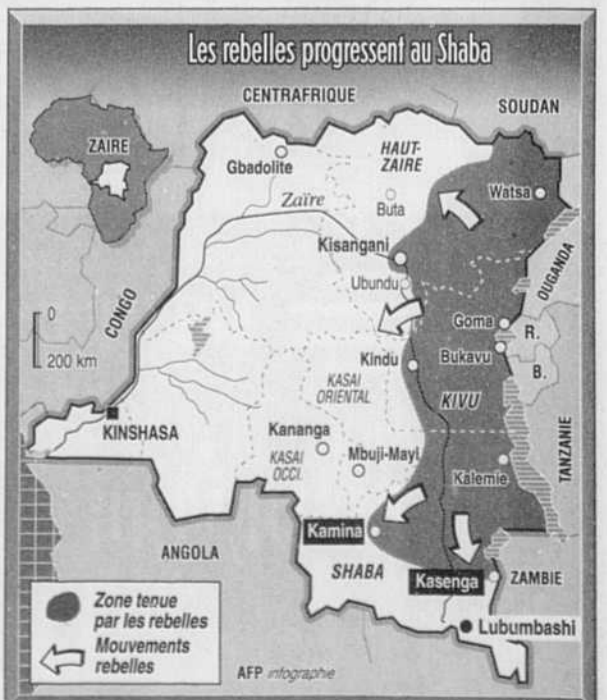 Les rebelles progressent au Shaba
CENTRAFRIQUE
SOUDAN
ZAIRE
HAUT-
ZAIRE
Gbadolite
Watsa
Zaïre
Buta
Kisangani
OUGANDA
Ubundu
CONGO
0
200 km
Goma
R.
Bukavu
B.
Kindu
KASAI
ORIENTAL
KIVU
KINSHASA
Kananga
KASAI
OCCI.
Mbuji-Mayi
TANZANIE
Kalemie
Kamina
ANGOLA
SHABA
Kasenga
ZAMBIE
Zone tenue
par les rebelles
Lubumbashi
Mouvements
rebelles
AFP infographie